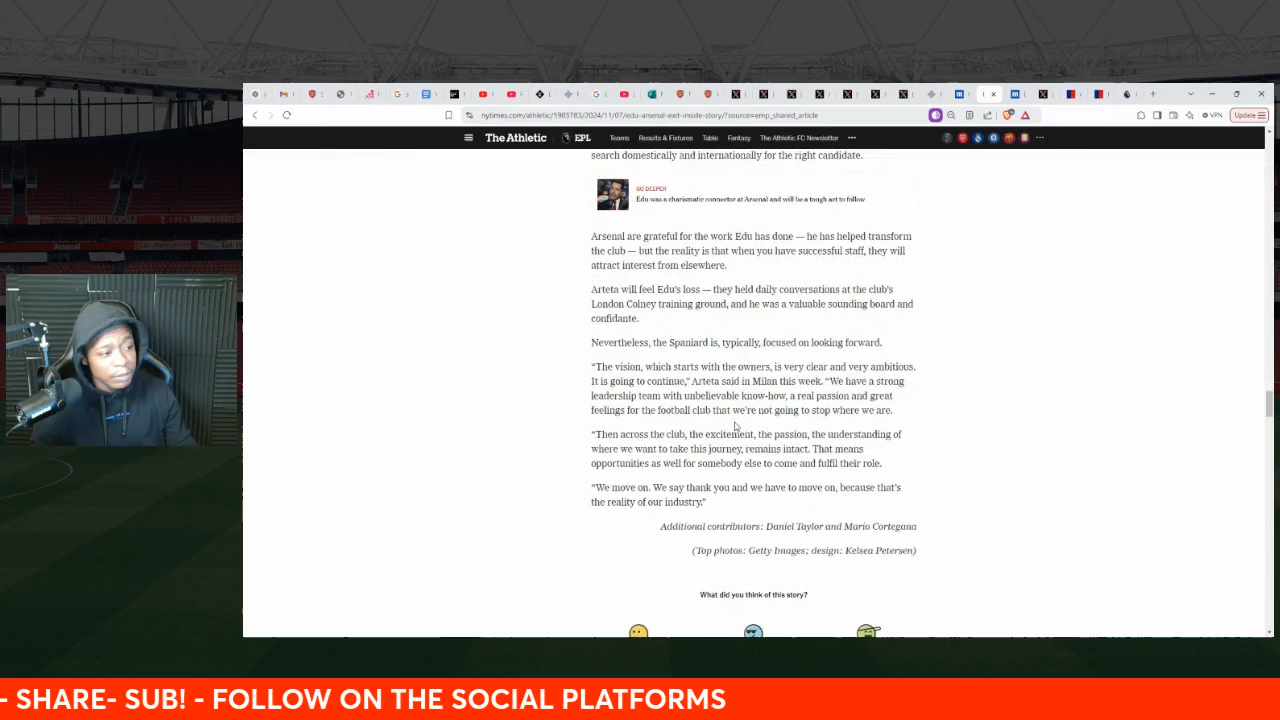 nytimes.com/athletic/5903783/2024/11/07/edu-arsenal-exit-inside-story/?source=emp_shared_article
VPN
Update
The Athletic
EPL
Teams
Results & Fixtures
Table
Fantasy
The Athletic FC Newsletter
search domestically and internationally for the right candidate.
GO DEEPER
Edu was a charismatic connector at Arsenal and will be a tough act to follow
Arsenal are grateful for the work Edu has done — he has helped transform
the club — but the reality is that when you have successful staff, they will
attract interest from elsewhere.
Arteta will feel Edu's loss — they held daily conversations at the club's
London Colney training ground, and he was a valuable sounding board and
confidante.
Nevertheless, the Spaniard is, typically, focused on looking forward.
“The vision, which starts with the owners, is very clear and very ambitious.
It is going to continue,” Arteta said in Milan this week. “We have a strong
leadership team with unbelievable know-how, a real passion and great
feelings for the football club that we're not going to stop where we are.
“Then across the club, the excitement, the passion, the understanding of
where we want to take this journey, remains intact. That means
opportunities as well for somebody else to come and fulfil their role.
“We move on. We say thank you and we have to move on, because that's
the reality of our industry.”
Additional contributors: Daniel Taylor and Mario Cortegana
(Top photos: Getty Images; design: Kelsea Petersen)
What did you think of this story?
Arsenal
- SHARE- SUB! - FOLLOW ON THE SOCIAL PLATFORMS